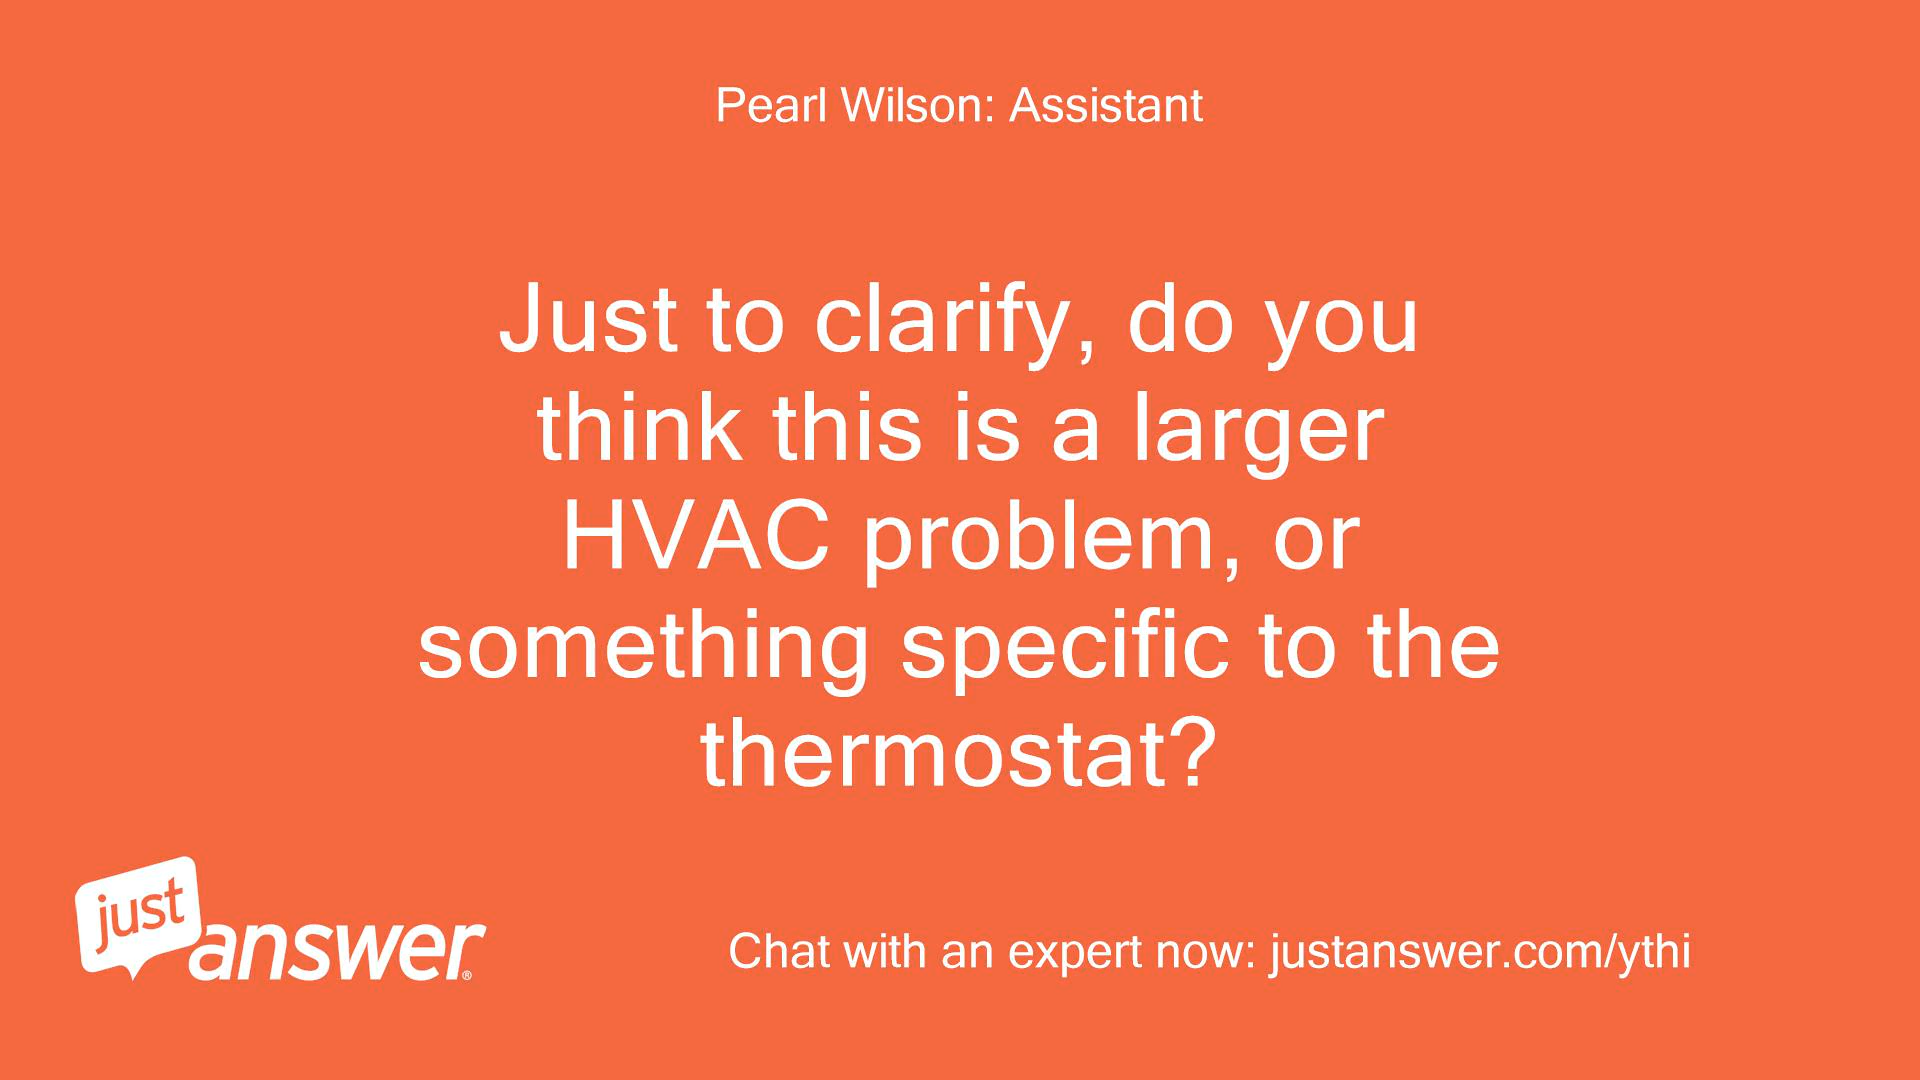 Pearl Wilson: Assistant
Just to clarify, do you
think this is a larger
HVAC problem, or
something specific to the
thermostat?
just
answer®
Chat with an expert now: justanswer.com/ythi